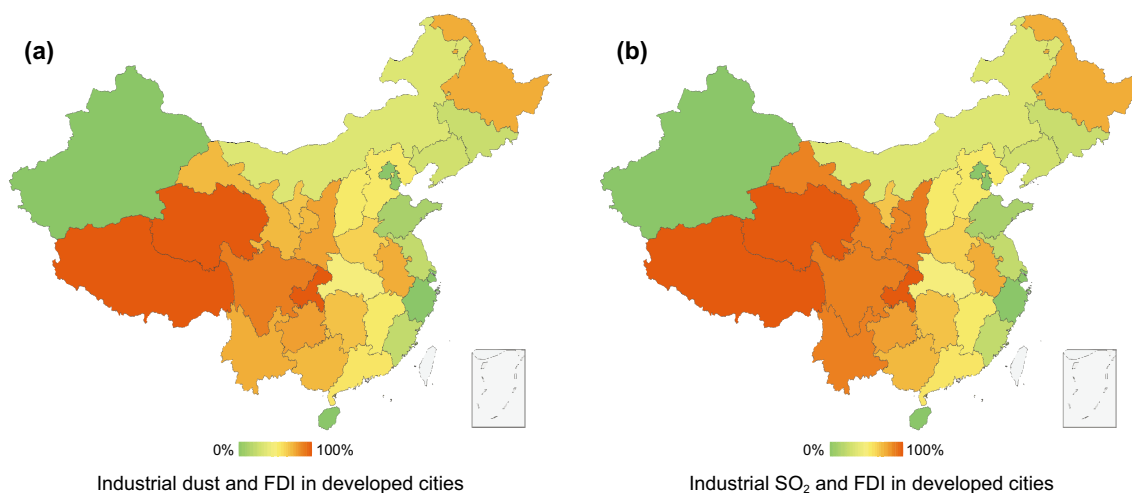 (a)
(b)
0% 100%
0% 100%
Industrial dust and FDI in developed cities
Industrial SO₂ and FDI in developed cities